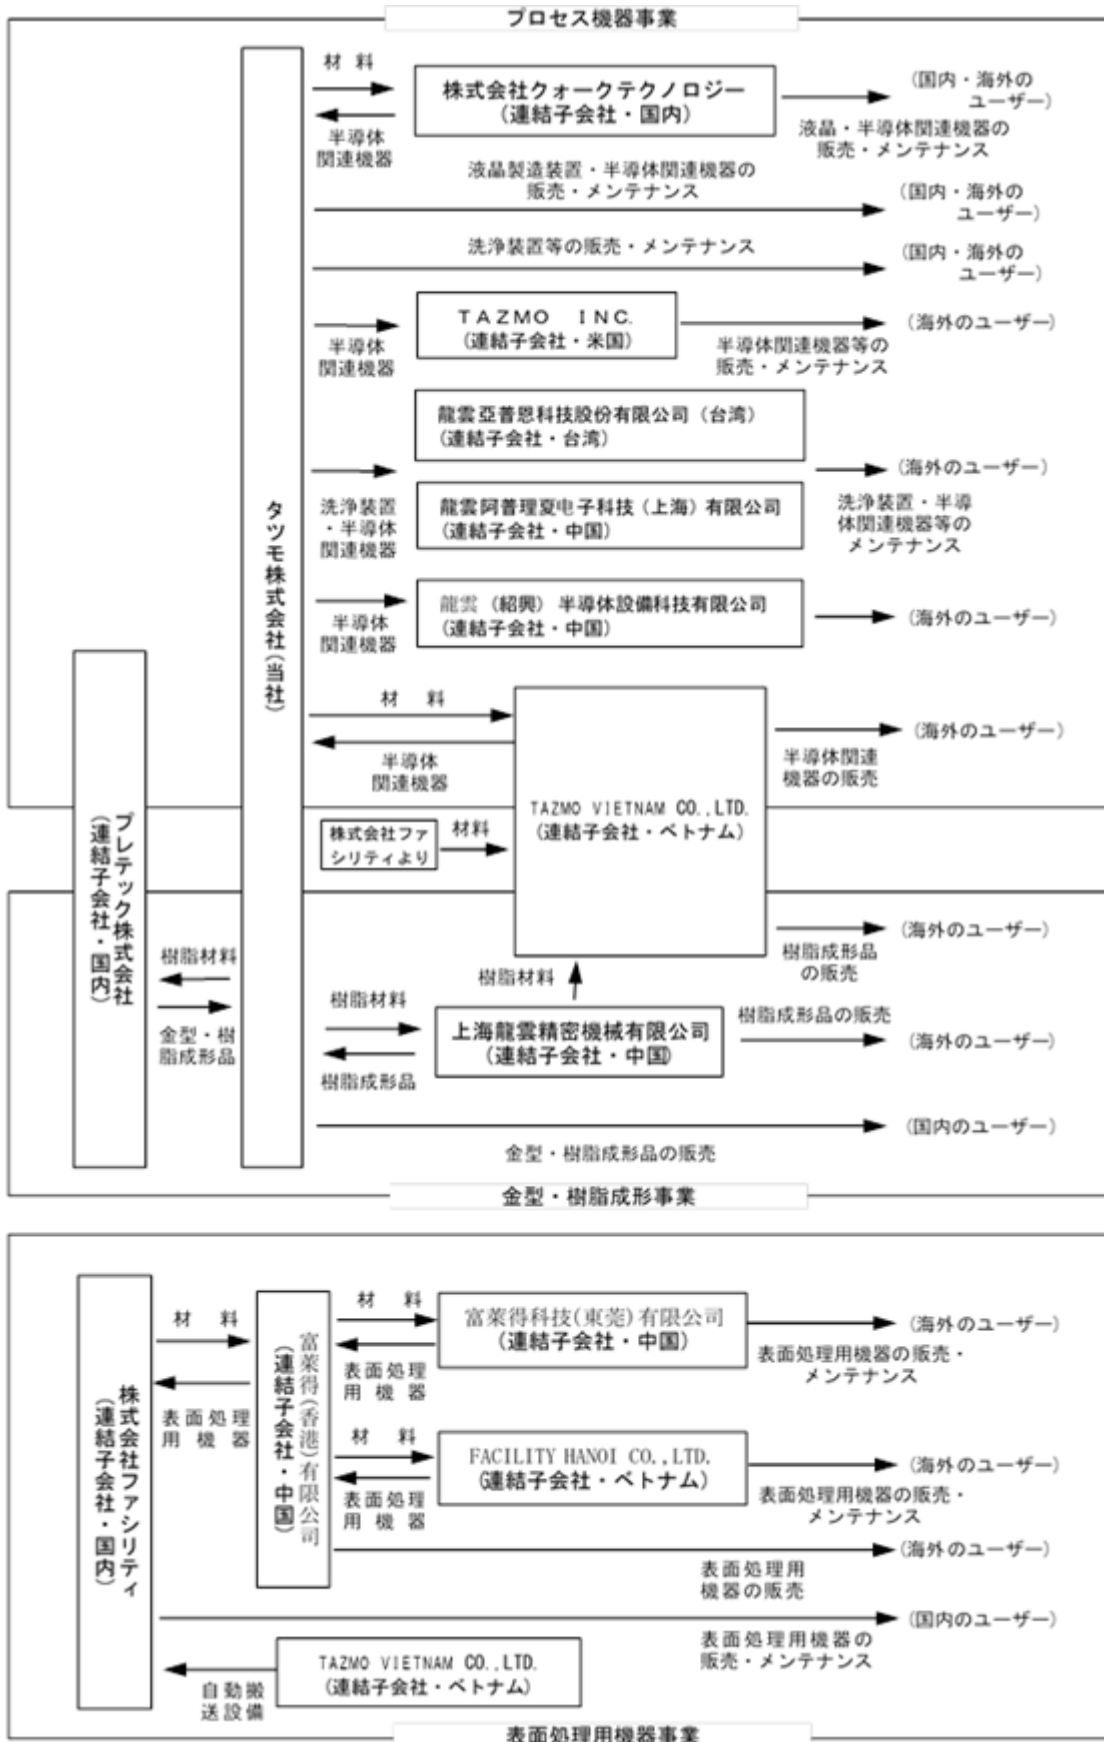 プロセス機器事業
タツモ株式会社(当社)
材 料
半導体
関連機器
株式会社クォークテクノロジー
(連結子会社・国内)
(国内・海外の
ユーザー)
液晶・半導体関連機器の
販売・メンテナンス
液晶製造装置・半導体関連機器の
販売・メンテナンス
(国内・海外の
ユーザー)
洗浄装置等の販売・メンテナンス
(国内・海外の
ユーザー)
半導体
関連機器
TAZMO INC.
(連結子会社・米国)
(海外のユーザー)
半導体関連機器等の
販売・メンテナンス
龍雲亞普恩科技股份有限公司(台湾)
(連結子会社・台湾)
洗浄装置
・半導体
関連機器
龍雲阿普理夏电子科技(上海)有限公司
(連結子会社・中国)
(海外のユーザー)
洗浄装置・半導
体関連機器等の
メンテナンス
半導体
関連機器
龍雲(紹興)半導体設備科技有限公司
(連結子会社・中国)
(海外のユーザー)
材 料
半導体
関連機器
TAZMO VIETNAM CO.,LTD.
(連結子会社・ベトナム)
(海外のユーザー)
半導体関連
機器の販売
株式会社ファ
シリティより
材料
プレテック株式会社
(連結子会社・国内)
樹脂材料
金型・樹
脂成形品
(海外のユーザー)
樹脂成形品
の販売
樹脂材料
樹脂材料
樹脂成形品
上海龍雲精密機械有限公司
(連結子会社・中国)
樹脂成形品の販売
(海外のユーザー)
(国内のユーザー)
金型・樹脂成形品の販売
金型・樹脂成形事業
株式会社ファシリティ
(連結子会社・国内)
材 料
表面処理
用機器
富萊得(香港)有限公司
(連結子会社・中国)
材 料
表面処理
用機器
富萊得科技(東莞)有限公司
(連結子会社・中国)
(海外のユーザー)
表面処理用機器の販売・
メンテナンス
材 料
表面処理
用機器
FACILITY HANOI CO.,LTD.
(連結子会社・ベトナム)
(海外のユーザー)
表面処理用機器の販売・
メンテナンス
(海外のユーザー)
表面処理用
機器の販売
(国内のユーザー)
表面処理用機器の
販売・メンテナンス
自動搬
送設備
TAZMO VIETNAM CO.,LTD.
(連結子会社・ベトナム)
表面処理用機器事業